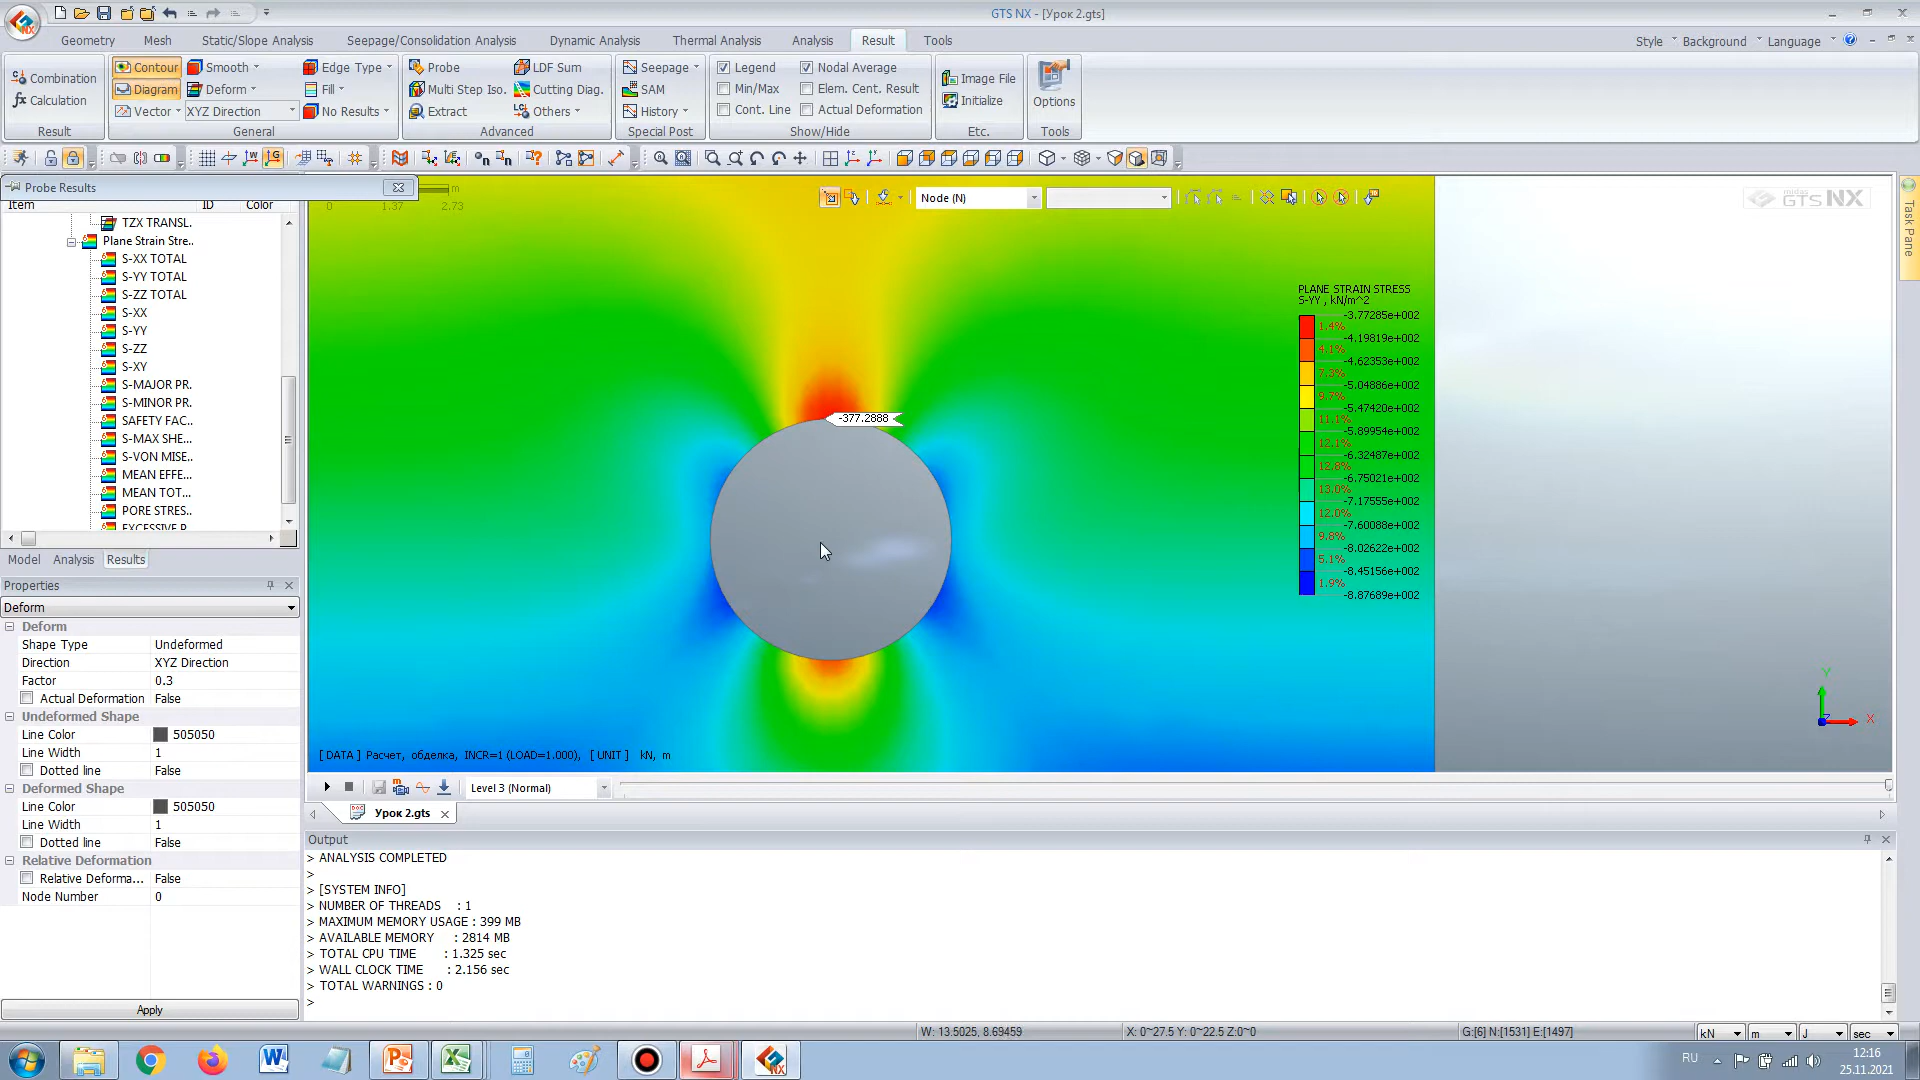 GTS NX - [Урок 2.gts]
Geometry Mesh Static/Slope Analysis Seepage/Consolidation Analysis Dynamic Analysis Thermal Analysis Analysis Result Tools
Style Background Language
Combination
Calculation
Result
Contour Smooth Edge Type
Diagram Deform Fill
Vector XYZ Direction No Results
General
Probe LDF Sum
Multi Step Iso. Cutting Diag.
Extract Others
Advanced
Seepage
SAM
History
Special Post
Legend Nodal Average
Min/Max Elem. Cent. Result
Cont. Line Actual Deformation
Show/Hide
Image File
Initialize
Etc.
Options
Tools
Probe Results
Item ID Color
TZX TRANSL.
Plane Strain Stre..
S-XX TOTAL
S-YY TOTAL
S-ZZ TOTAL
S-XX
S-YY
S-ZZ
S-XY
S-MAJOR PR.
S-MINOR PR.
SAFETY FAC..
S-MAX SHE..
S-VON MISE..
MEAN EFFE..
MEAN TOT...
PORE STRES..
EXCESSIVE P
Model Analysis Results
Properties
Deform
Deform
Shape Type Undeformed
Direction XYZ Direction
Factor 0.3
Actual Deformation False
Undeformed Shape
Line Color 505050
Line Width 1
Dotted line False
Deformed Shape
Line Color 505050
Line Width 1
Dotted line False
Relative Deformation
Relative Deforma... False
Node Number 0
Apply
m
0 1.37 2.73
Node (N)
midas
GTS NX
Task Pane
-377.2888
PLANE STRAIN STRESS
S-YY , kN/m^2
-3.77285e+002
1.4%
-4.19819e+002
4.1%
-4.62353e+002
7.3%
-5.04886e+002
9.7%
-5.47420e+002
11.1%
-5.89954e+002
12.1%
-6.32487e+002
12.8%
-6.75021e+002
13.0%
-7.17555e+002
12.0%
-7.60088e+002
9.8%
-8.02622e+002
5.1%
-8.45156e+002
1.9%
-8.87689e+002
Y
Z
X
[ DATA ] Расчет, обделка, INCR=1 (LOAD=1.000), [ UNIT ] kN, m
Level 3 (Normal)
Урок 2.gts
Output
> ANALYSIS COMPLETED
>
> [SYSTEM INFO]
> NUMBER OF THREADS : 1
> MAXIMUM MEMORY USAGE : 399 MB
> AVAILABLE MEMORY : 2814 MB
> TOTAL CPU TIME : 1.325 sec
> WALL CLOCK TIME : 2.156 sec
> TOTAL WARNINGS : 0
>
W: 13.5025, 8.69459 X: 0~27.5 Y: 0~22.5 Z:0~0 G:[6] N:[1531] E:[1497] kN m J sec
RU 12:16
25.11.2021